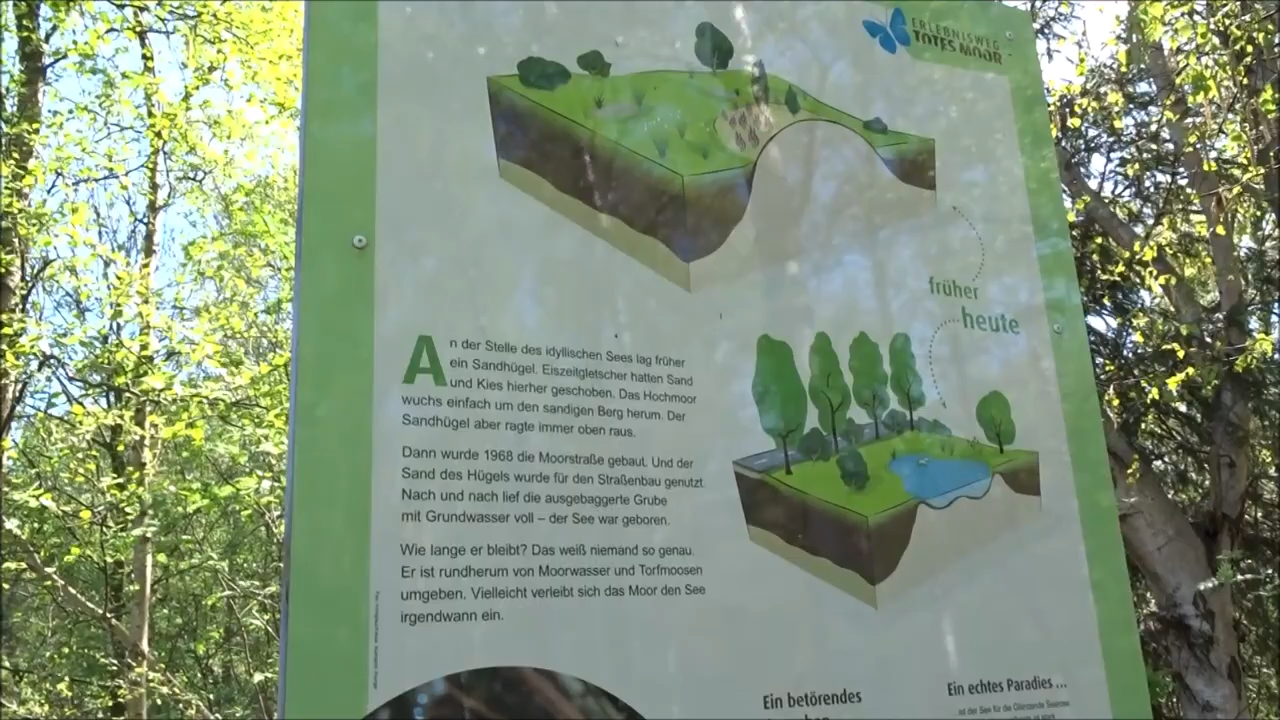 ERLEBNISWEG
TOTES MOOR
früher
heute
An der Stelle des idyllischen Sees lag früher
ein Sandhügel. Eiszeitgletscher hatten Sand
und Kies hierher geschoben. Das Hochmoor
wuchs einfach um den sandigen Berg herum. Der
Sandhügel aber ragte immer oben raus.
Dann wurde 1968 die Moorstraße gebaut. Und der
Sand des Hügels wurde für den Straßenbau genutzt.
Nach und nach lief die ausgebaggerte Grube
mit Grundwasser voll – der See war geboren.
Wie lange er bleibt? Das weiß niemand so genau.
Er ist rundherum von Moorwasser und Torfmoosen
umgeben. Vielleicht verleibt sich das Moor den See
irgendwann ein.
Ein betörendes
Ein echtes Paradies ...
ist der See für die